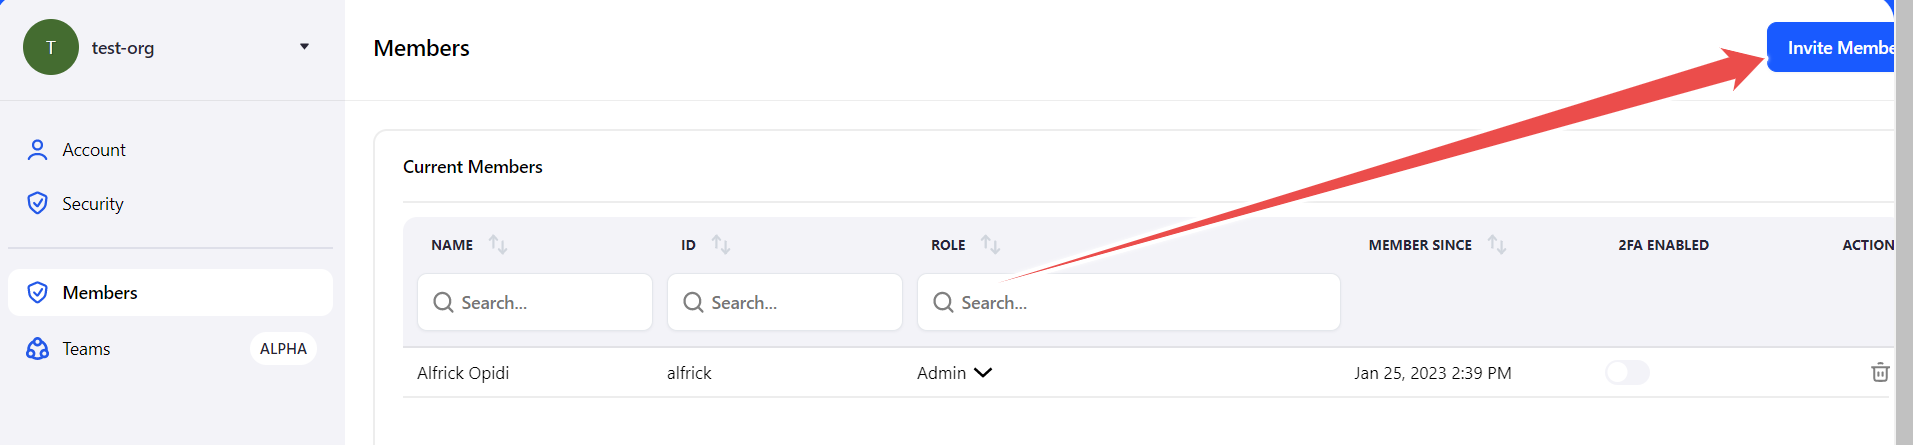 T
test-org
Members
Invite Membe
Account
Security
Members
Teams
ALPHA
Current Members
NAME ID ROLE MEMBER SINCE 2FA ENABLED ACTION
Search... Search... Search...
Alfrick Opidi alfrick Admin Jan 25, 2023 2:39 PM